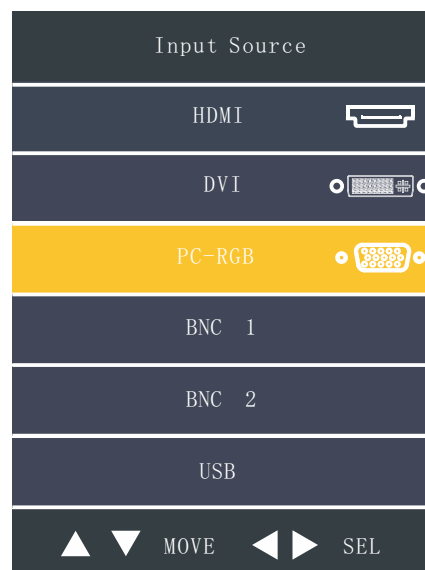 Input Source
HDMI
DVI
PC-RGB
BNC 1
BNC 2
USB
MOVE SEL